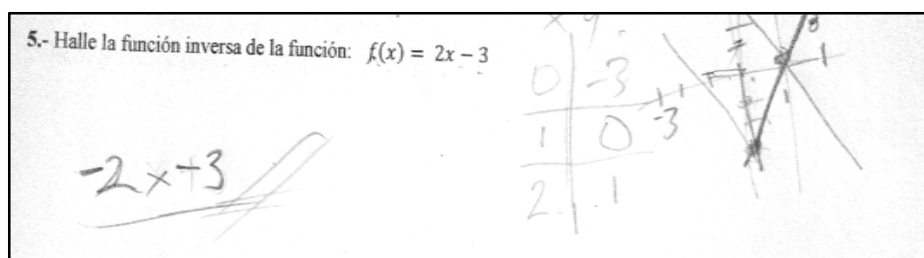 5.- Halle la función inversa de la función: f(x) = 2x – 3
x y
0 -3
1 0
2 1
-3
-2x-3